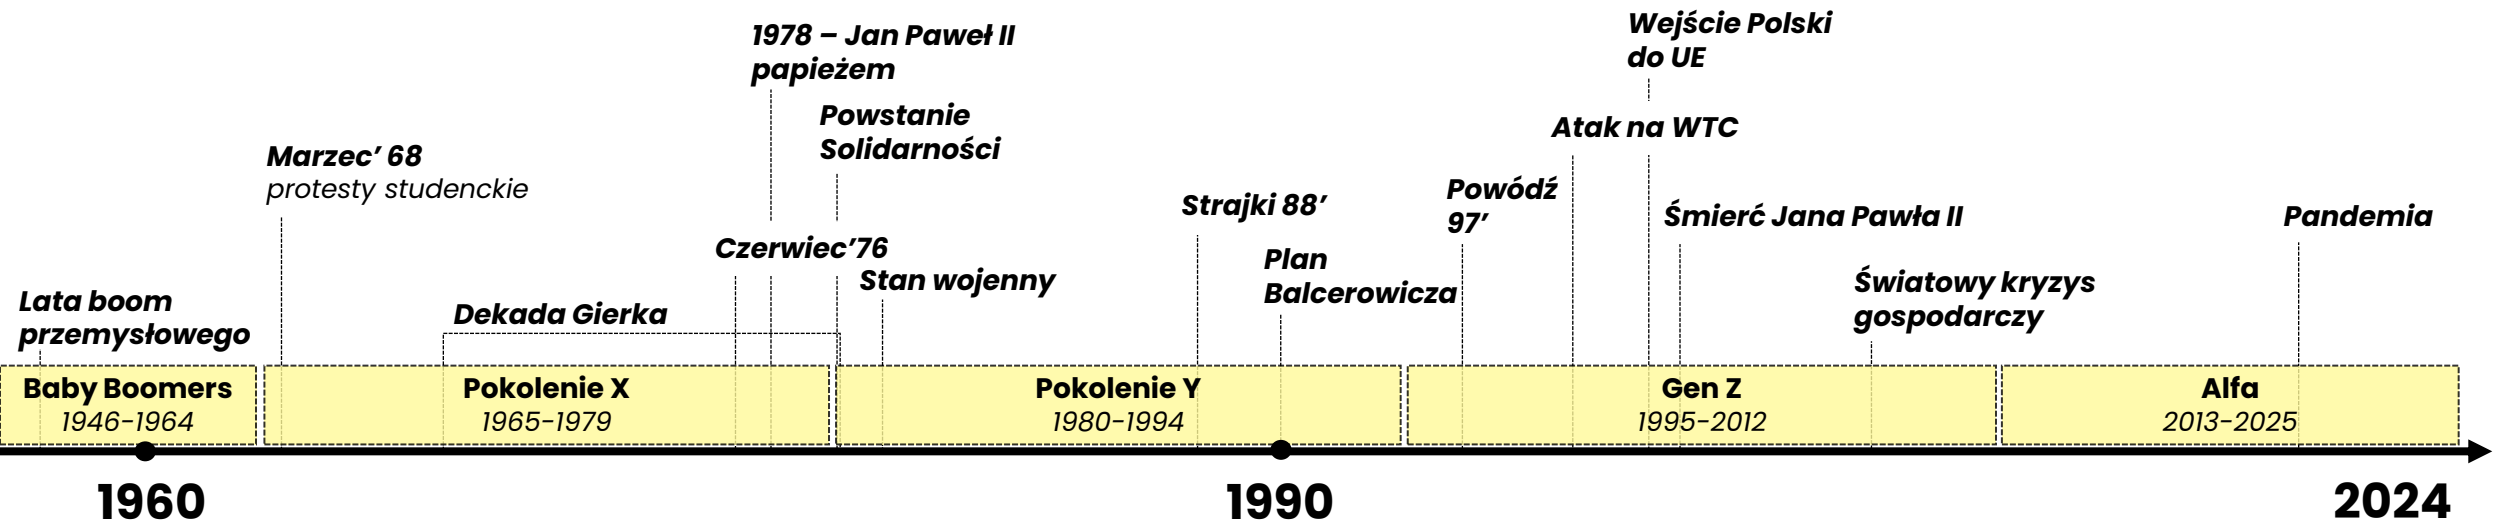 Wejście Polski
do UE
1978 – Jan Paweł II
papieżem
Powstanie
Solidarności
Atak na WTC
Marzec’ 68
protesty studenckie
Powódź
97’
Strajki 88’
Śmierć Jana Pawła II
Pandemia
Czerwiec’76
Plan
Balcerowicza
Stan wojenny
Światowy kryzys
gospodarczy
Lata boom
przemysłowego
Dekada Gierka
Baby Boomers
1946-1964
Pokolenie X
1965-1979
Pokolenie Y
1980-1994
Gen Z
1995-2012
Alfa
2013-2025
1960
1990
2024